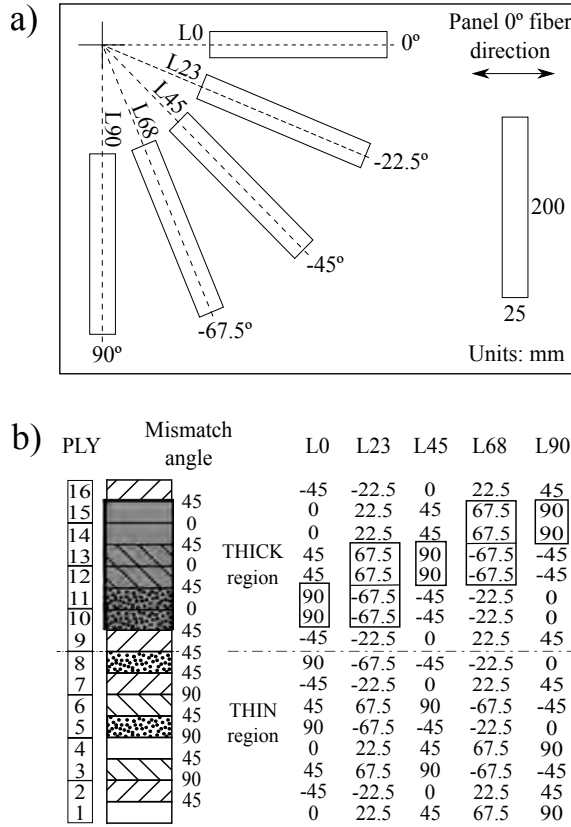 a)
L0
0º
L23
-22.5º
L45
-45º
L68
-67.5º
L90
90º
Panel 0º fiber
direction
200
25
Units: mm
b)
PLY Mismatch angle L0 L23 L45 L68 L90
16 -45 -22.5 0 22.5 45
45
15 0 22.5 45 67.5 90
0
14 0 22.5 45 67.5 90
45
13 45 67.5 90 -67.5 -45
0
12 45 67.5 90 -67.5 -45
45
11 90 -67.5 -45 -22.5 0
0
10 90 -67.5 -45 -22.5 0
45
9 -45 -22.5 0 22.5 45
45
8 90 -67.5 -45 -22.5 0
45
7 -45 -22.5 0 22.5 45
90
6 45 67.5 90 -67.5 -45
45
5 90 -67.5 -45 -22.5 0
90
4 0 22.5 45 67.5 90
45
3 45 67.5 90 -67.5 -45
90
2 -45 -22.5 0 22.5 45
45
1 0 22.5 45 67.5 90
THICK
region
THIN
region